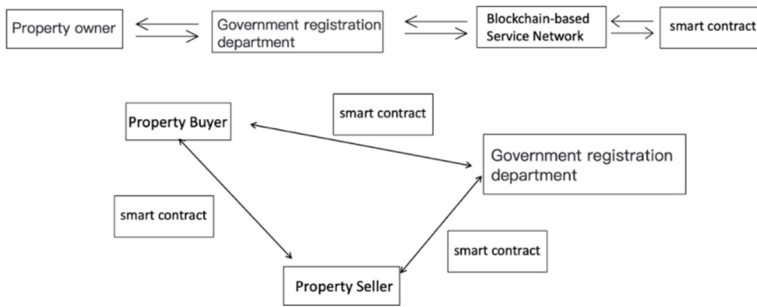 Property owner
Government registration
department
Blockchain-based
Service Network
smart contract
smart contract
Property Buyer
Government registration
department
smart contract
smart contract
Property Seller